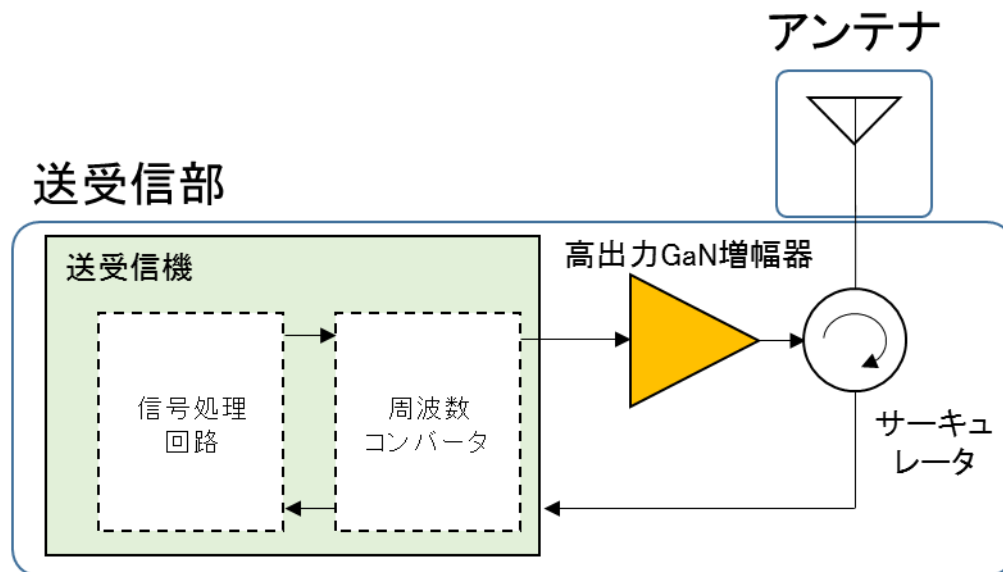 アンテナ
送受信部
送受信機
高出力GaN増幅器
信号処理
回路
周波数
コンバータ
サーキュ
レータ